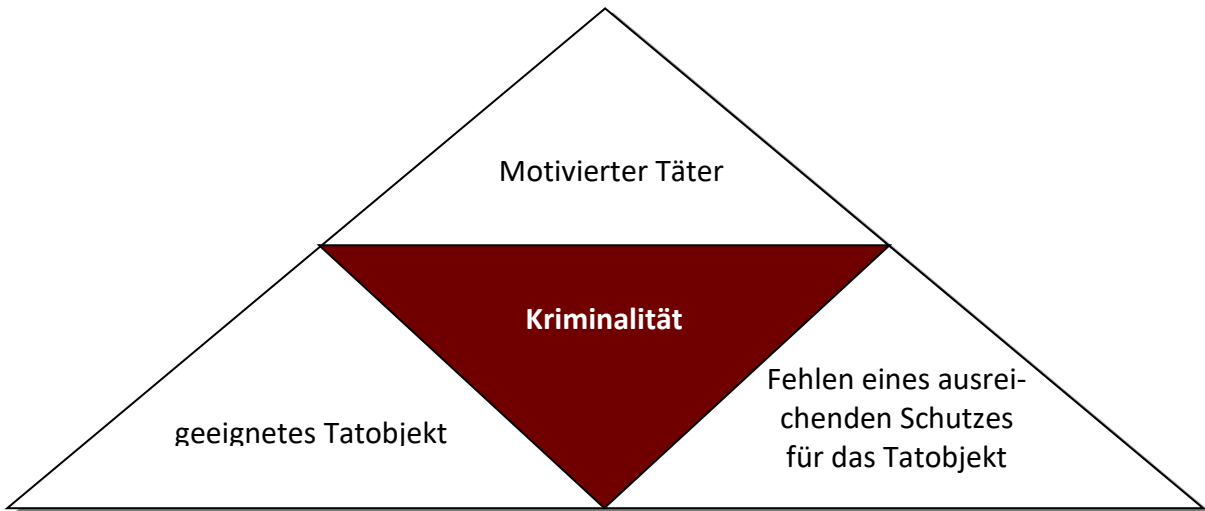 Motivierter Täter
Kriminalität
geeignetes Tatobjekt
Fehlen eines ausrei-
chenden Schutzes
für das Tatobjekt